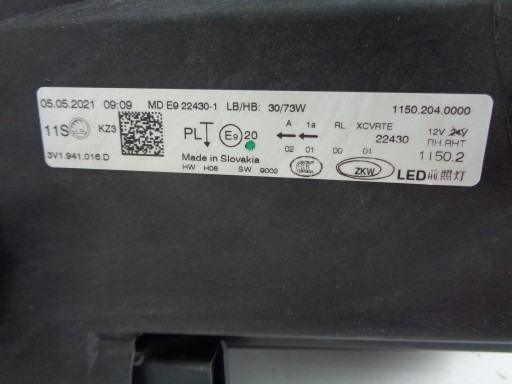 05.05.2021 09:09 MD E9 22430-1 LB/HB: 30/73W 1150.204.0000
11S KZ3 PL E9 20 A 1a RL XCVRTE 12V 24V
22430 RH RHT
3V1.941.016.D Made in Slovakia 02 01 00 01 1150.2
HW H08 SW 9002 ZKW LED前照灯